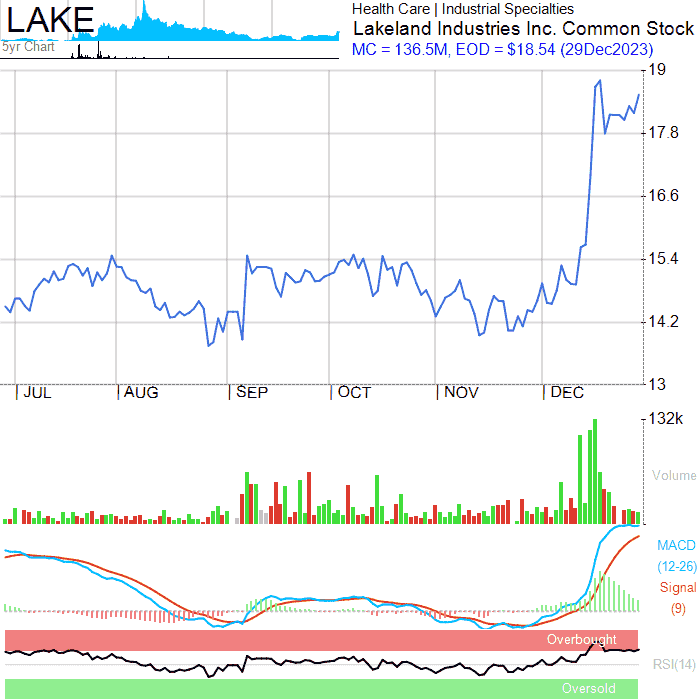 LAKE
5yr Chart
Health Care | Industrial Specialties
Lakeland Industries Inc. Common Stock
MC = 136.5M, EOD = $18.54 (29Dec2023)
19
17.8
16.6
15.4
14.2
13
JUL AUG SEP OCT NOV DEC
132k
Volume
MACD
(12-26)
Signal
(9)
Overbought
RSI(14)
Oversold